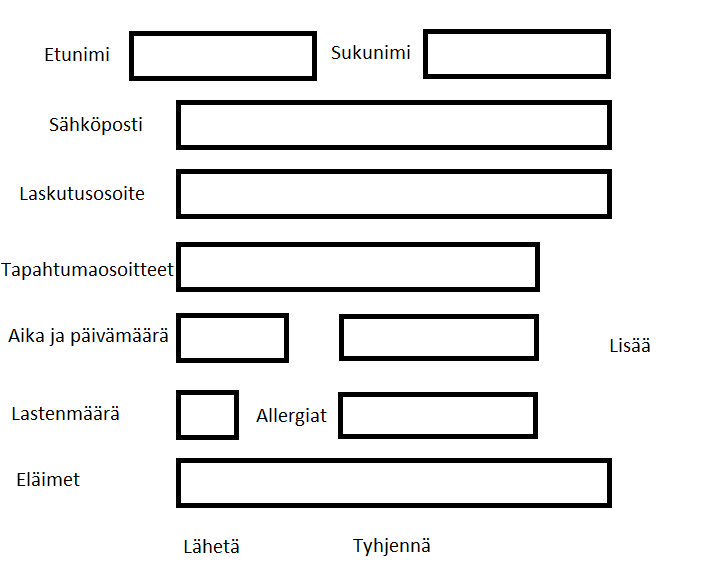 Etunimi
Sukunimi
Sähköposti
Laskutusosoite
Tapahtumaosoitteet
Aika ja päivämäärä
Lisää
Lastenmäärä
Allergiat
Eläimet
Lähetä
Tyhjennä